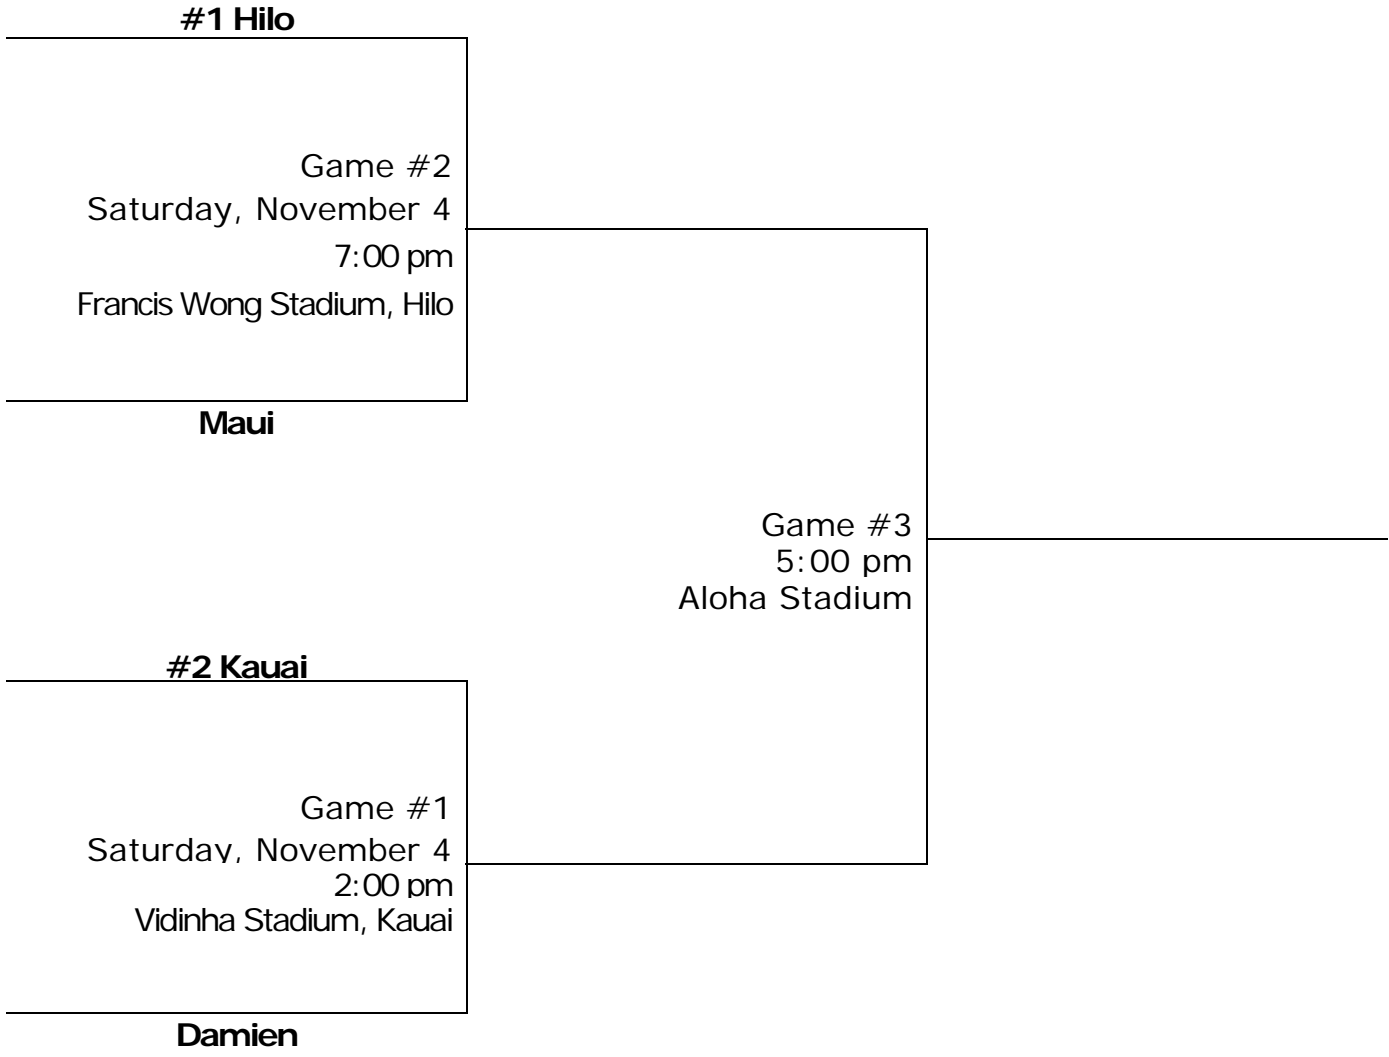 #1 Hilo
Game #2
Saturday, November 4
7:00 pm
Francis Wong Stadium, Hilo
Maui
Game #3
5:00 pm
Aloha Stadium
#2 Kauai
Game #1
Saturday, November 4
2:00 pm
Vidinha Stadium, Kauai
Damien